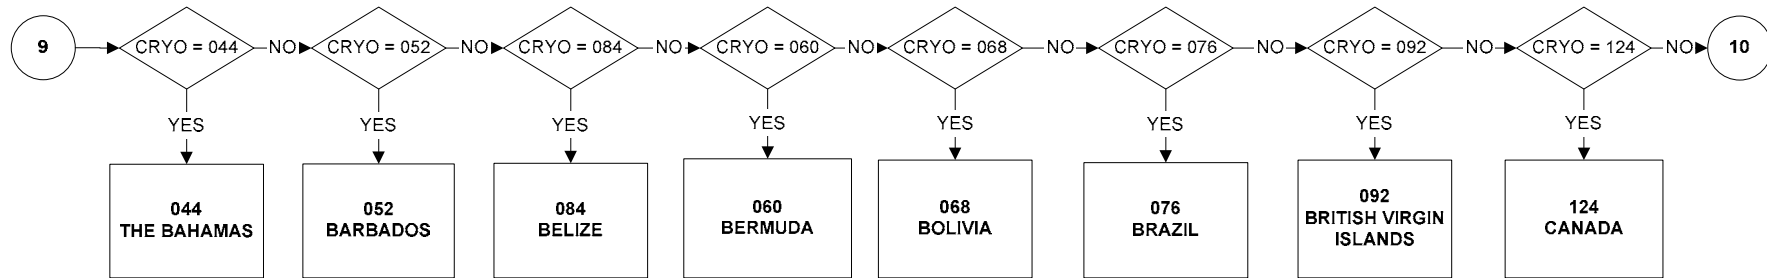 9
CRYO = 044
NO
CRYO = 052
NO
CRYO = 084
NO
CRYO = 060
NO
CRYO = 068
NO
CRYO = 076
NO
CRYO = 092
NO
CRYO = 124
NO
10
YES
YES
YES
YES
YES
YES
YES
YES
044
THE BAHAMAS
052
BARBADOS
084
BELIZE
060
BERMUDA
068
BOLIVIA
076
BRAZIL
092
BRITISH VIRGIN
ISLANDS
124
CANADA